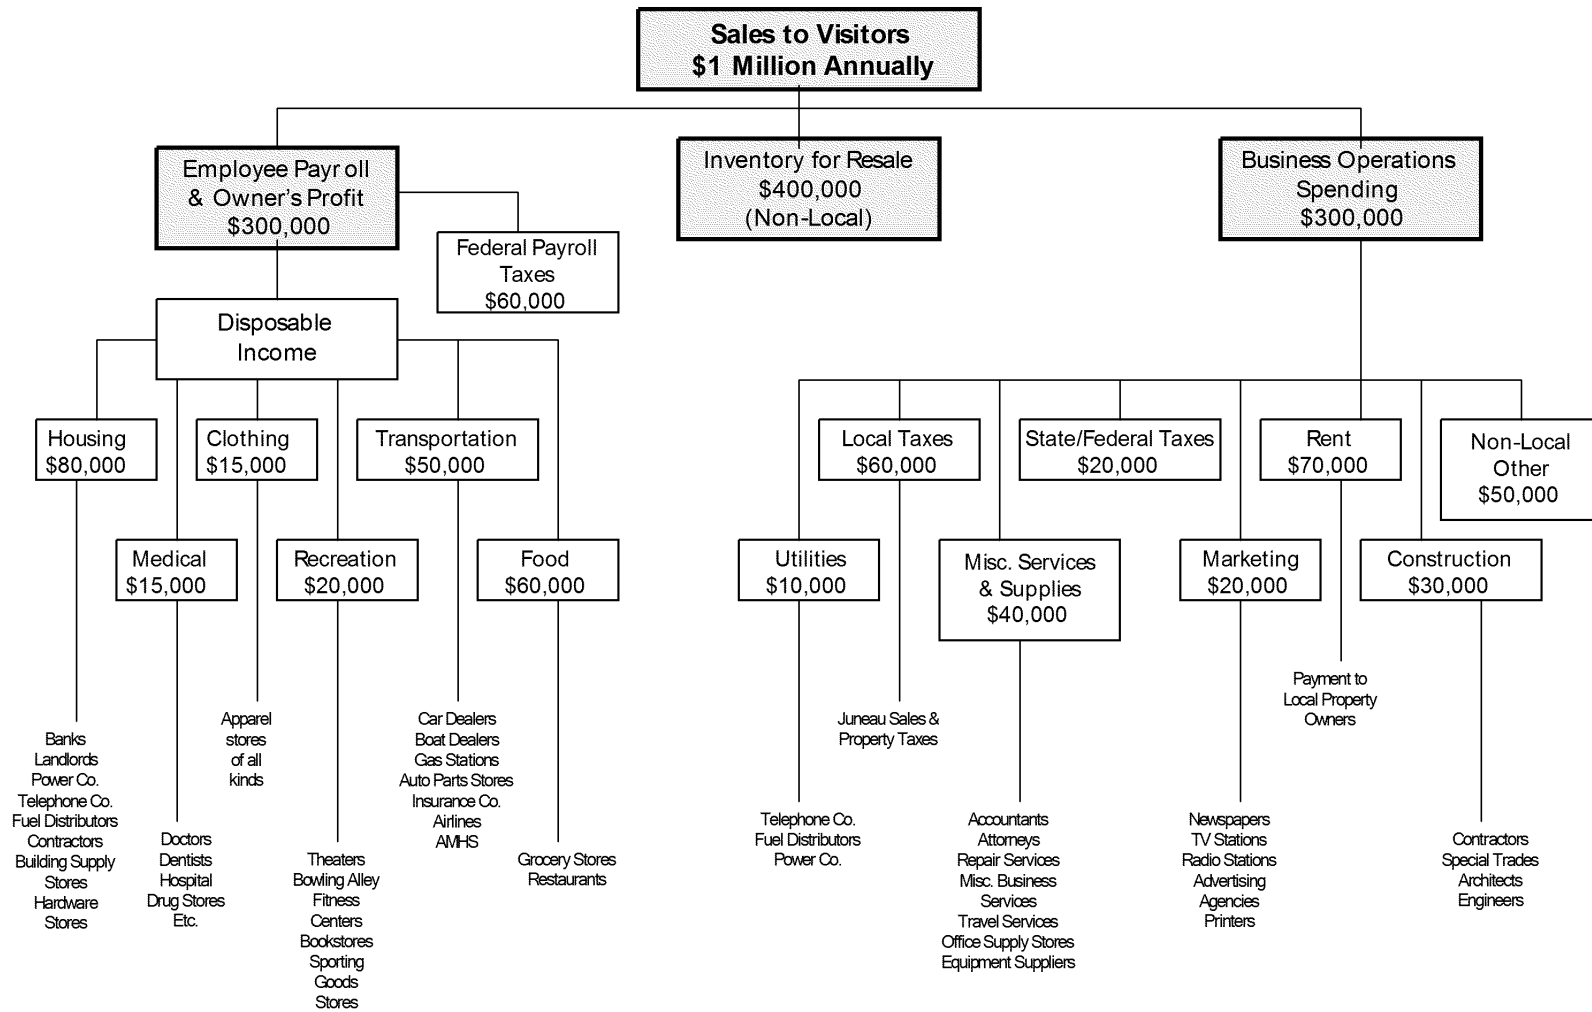 Sales to Visitors
$1 Million Annually
Employee Payroll
& Owner's Profit
$300,000
Inventory for Resale
$400,000
(Non-Local)
Business Operations
Spending
$300,000
Federal Payroll
Taxes
$60,000
Disposable
Income
Housing
$80,000
Clothing
$15,000
Transportation
$50,000
Medical
$15,000
Recreation
$20,000
Food
$60,000
Local Taxes
$60,000
State/Federal Taxes
$20,000
Rent
$70,000
Non-Local
Other
$50,000
Utilities
$10,000
Misc. Services
& Supplies
$40,000
Marketing
$20,000
Construction
$30,000
Banks
Landlords
Power Co.
Telephone Co.
Fuel Distributors
Contractors
Building Supply
Stores
Hardware
Stores
Doctors
Dentists
Hospital
Drug Stores
Etc.
Apparel
stores
of all
kinds
Theaters
Bowling Alley
Fitness
Centers
Bookstores
Sporting
Goods
Stores
Car Dealers
Boat Dealers
Gas Stations
Auto Parts Stores
Insurance Co.
Airlines
AMHS
Grocery Stores
Restaurants
Telephone Co.
Fuel Distributors
Power Co.
Juneau Sales &
Property Taxes
Accountants
Attorneys
Repair Services
Misc. Business
Services
Travel Services
Office Supply Stores
Equipment Suppliers
Newspapers
TV Stations
Radio Stations
Advertising
Agencies
Printers
Payment to
Local Property
Owners
Contractors
Special Trades
Architects
Engineers